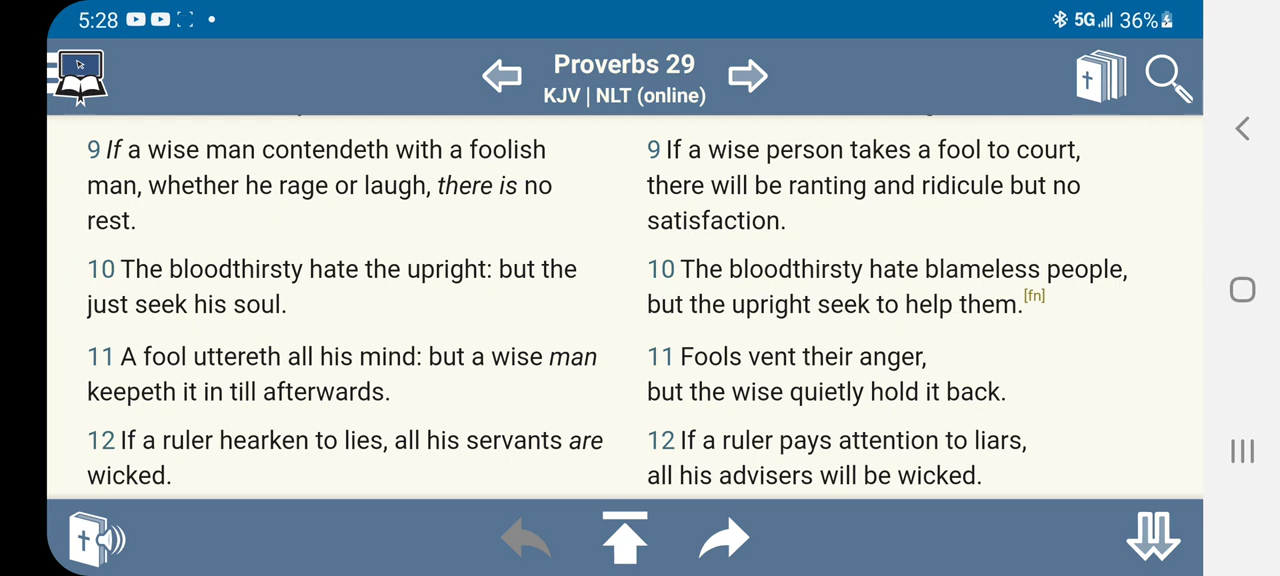 5:28
5G 36%
Proverbs 29
KJV | NLT (online)
9 If a wise man contendeth with a foolish
man, whether he rage or laugh, there is no
rest.
10 The bloodthirsty hate the upright: but the
just seek his soul.
11 A fool uttereth all his mind: but a wise man
keepeth it in till afterwards.
12 If a ruler hearken to lies, all his servants are
wicked.
9 If a wise person takes a fool to court,
there will be ranting and ridicule but no
satisfaction.
10 The bloodthirsty hate blameless people,
but the upright seek to help them.[fn]
11 Fools vent their anger,
but the wise quietly hold it back.
12 If a ruler pays attention to liars,
all his advisers will be wicked.